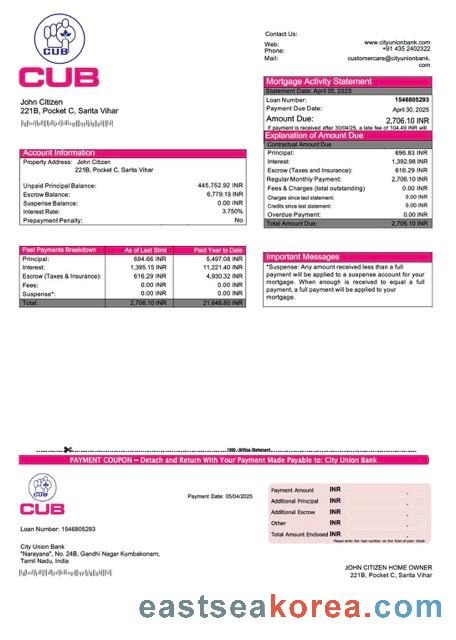 CUB
CUB
John Citizen
221B, Pocket C, Sarita Vihar
Contact Us:
Web: www.cityunionbank.com
Phone: +91 435 2402322
Mail: customercare@cityunionbank.
com
Mortgage Activity Statement
Statement Date: April 05, 2025
Loan Number: 1546805293
Payment Due Date: April 30, 2025
Amount Due: 2,706.10 INR
If payment is received after 30/04/25, a late fee of 104.49 INR will
Explanation of Amount Due
Contractual Amount Due
Principal: 696.83 INR
Interest: 1,392.98 INR
Escrow (Taxes and Insurance): 616.29 INR
Regular Monthly Payment: 2,706.10 INR
Fees & Charges (total outstanding) 0.00 INR
Charges since last statement: 0.00 INR
Credits since last statement: 0.00 INR
Overdue Payment: 0.00 INR
Total Amount Due: 2,706.10 INR
Account Information
Property Address: John Citizen
221B, Pocket C, Sarita Vihar
Unpaid Principal Balance: 445,752.92 INR
Escrow Balance: 6,779.19 INR
Suspense Balance: 0.00 INR
Interest Rate: 3.750%
Prepayment Penalty: No
Past Payments Breakdown As of Last Stmt Paid Year to Date
Principal: 694.66 INR 5,497.08 INR
Interest: 1,395.15 INR 11,221.40 INR
Escrow (Taxes & Insurance): 616.29 INR 4,930.32 INR
Fees: 0.00 INR 0.00 INR
Suspense*: 0.00 INR 0.00 INR
Total: 2,706.10 INR 21,648.80 INR
Important Messages
*Suspense: Any amount received less than a full
payment will be applied to a suspense account for your
mortgage. When enough is received to equal a full
payment, a full payment will be applied to your
mortgage.
PAYMENT COUPON – Detach and Return With Your Payment Made Payable to: City Union Bank
CUB
CUB
Payment Date: 05/04/2025
Loan Number: 1546805293
City Union Bank
"Narayana", No. 24B, Gandhi Nagar Kumbakonam,
Tamil Nadu, India
Payment Amount INR
Additional Principal INR
Additional Escrow INR
Other INR
Total Amount Enclosed INR
Please write the loan number on the front of your check
JOHN CITIZEN HOME OWNER
221B, Pocket C, Sarita Vihar
eastseakorea.com